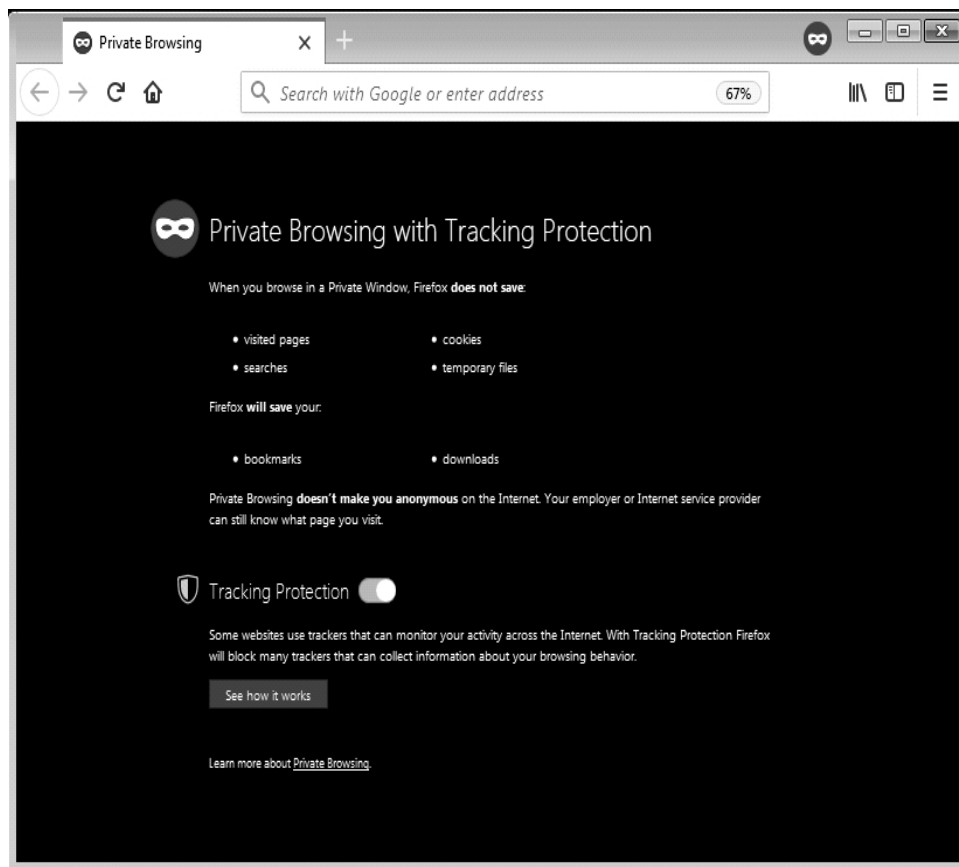 Private Browsing
Search with Google or enter address
67%
Private Browsing with Tracking Protection
When you browse in a Private Window, Firefox does not save:
• visited pages • cookies
• searches • temporary files
Firefox will save your:
• bookmarks • downloads
Private Browsing doesn't make you anonymous on the Internet. Your employer or Internet service provider
can still know what page you visit.
Tracking Protection
Some websites use trackers that can monitor your activity across the Internet. With Tracking Protection Firefox
will block many trackers that can collect information about your browsing behavior.
See how it works
Learn more about Private Browsing.